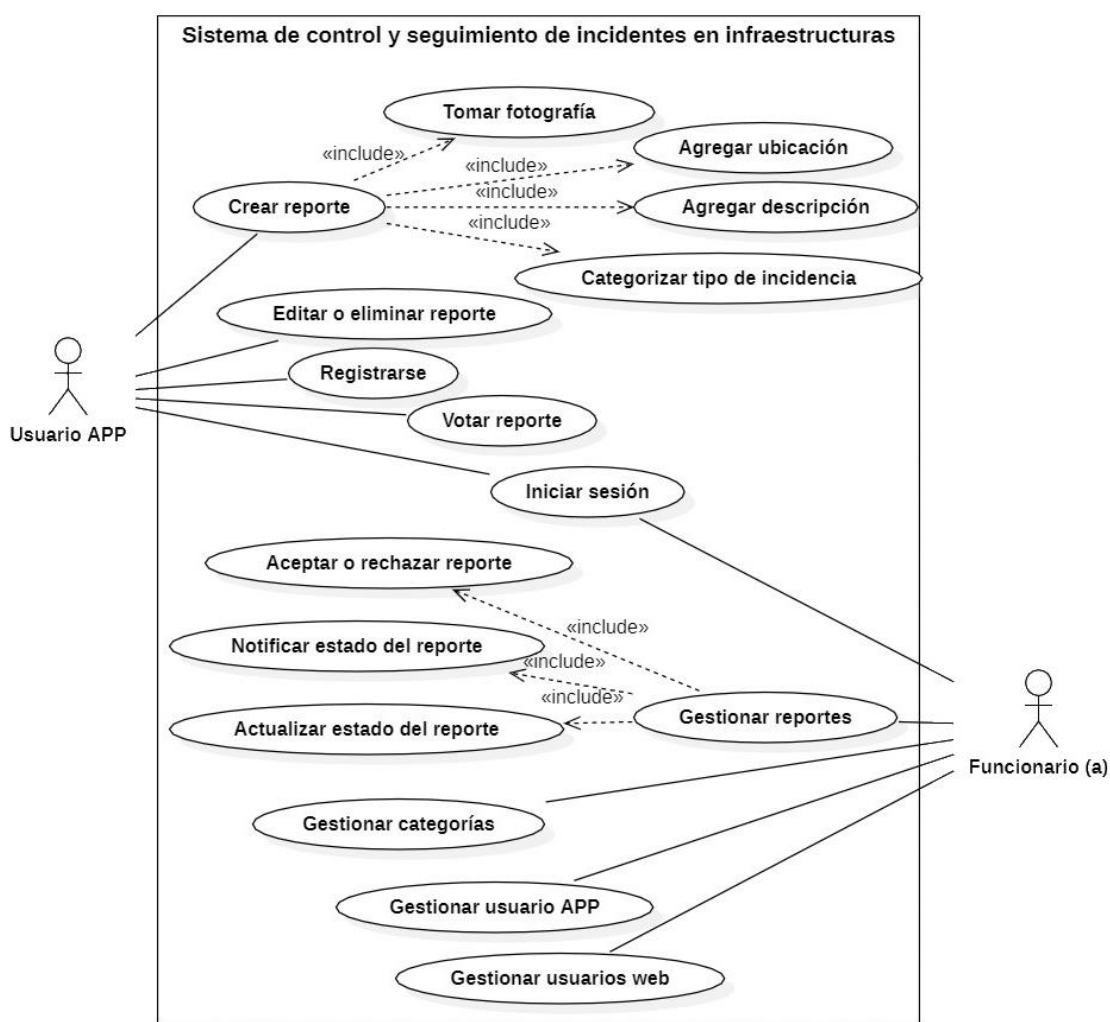 Sistema de control y seguimiento de incidentes en infraestructuras
Tomar fotografía
«include»
Agregar ubicación
«include»
«include»
Crear reporte
Agregar descripción
«include»
Categorizar tipo de incidencia
Editar o eliminar reporte
Registrarse
Votar reporte
Usuario APP
Iniciar sesión
Aceptar o rechazar reporte
«include»
Notificar estado del reporte
«include»
«include»
Gestionar reportes
Actualizar estado del reporte
Funcionario (a)
Gestionar categorías
Gestionar usuario APP
Gestionar usuarios web